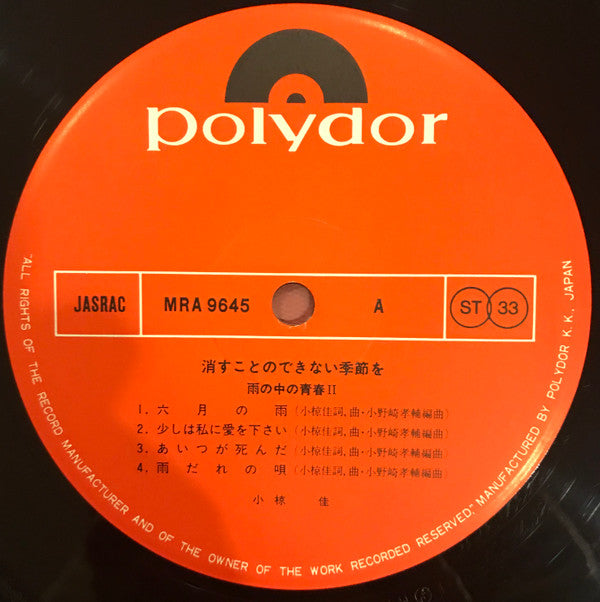 polydor
JASRAC MRA 9645 A ST 33
消すことのできない季節を
雨の中の青春II
1. 六月の雨 (小椋佳詞、曲・小野崎孝輔編曲)
2. 少しは私に愛を下さい (小椋佳詞、曲・小野崎孝輔編曲)
3. あいつが死んだ (小椋佳詞、曲・小野崎孝輔編曲)
4. 雨だれの唄 (小椋佳詞、曲・小野崎孝輔編曲)
小椋 佳
"ALL RIGHTS OF THE RECORD MANUFACTURER AND OF THE OWNER OF THE WORK RECORDED RESERVED," MANUFACTURED BY POLYDOR K.K. JAPAN